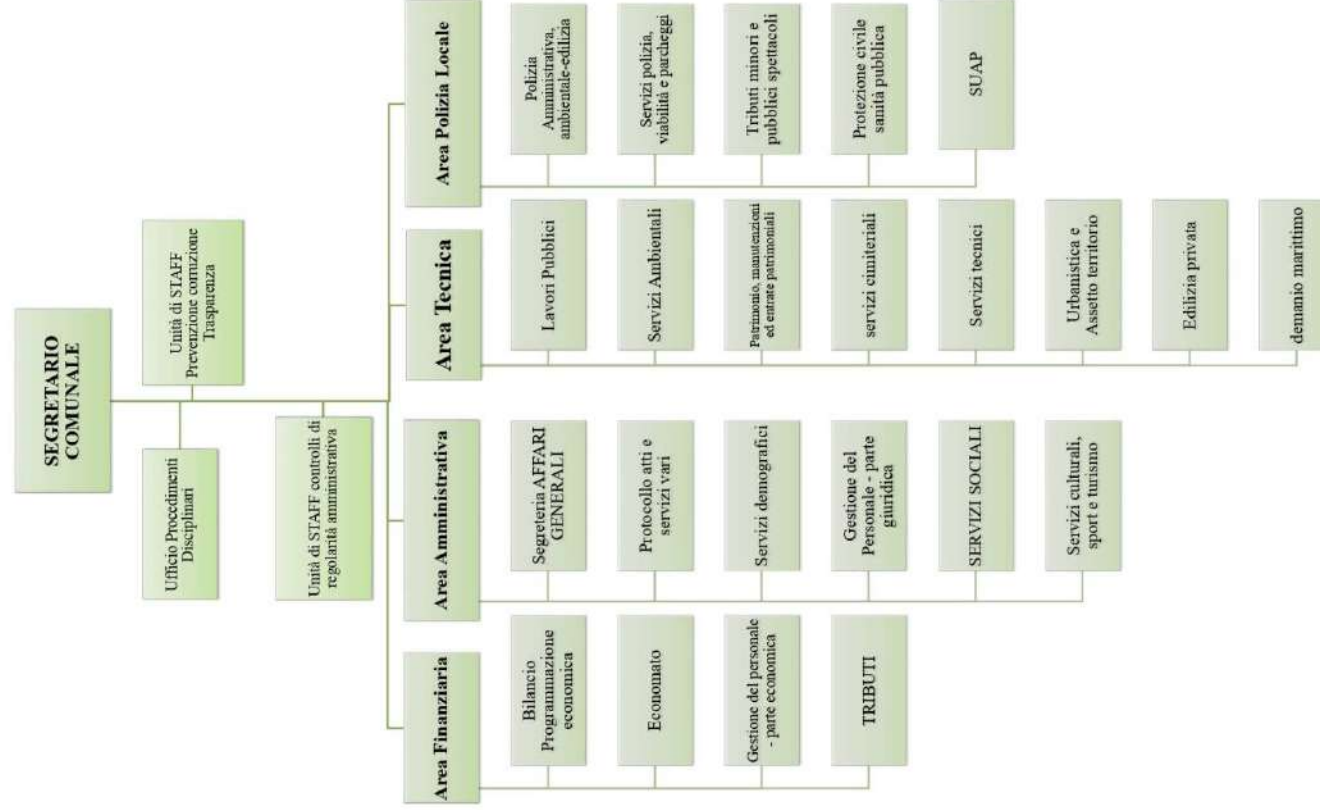 SEGRETARIO
COMUNALE
Ufficio Procedimenti
Disciplinari
Unità di STAFF
Prevenzione corruzione
Trasparenza
Unità di STAFF controlli di
regolarità amministrativa
Area Finanziaria
Bilancio
Programmazione
economica
Economato
Gestione del personale
- parte economica
TRIBUTI
Area Amministrativa
Segreteria AFFARI
GENERALI
Protocollo atti e
servizi vari
Servizi demografici
Gestione del
Personale - parte
giuridica
SERVIZI SOCIALI
Servizi culturali,
sport e turismo
Area Tecnica
Lavori Pubblici
Servizi Ambientali
Patrimonio, manutenzioni
ed entrate patrimoniali
servizi cimiteriali
Servizi tecnici
Urbanistica e
Assetto territorio
Edilizia privata
demanio marittimo
Area Polizia Locale
Polizia
Amministrativa,
ambientale-edilizia
Servizi polizia,
viabilità e parcheggi
Tributi minori e
pubblici spettacoli
Protezione civile
sanità pubblica
SUAP